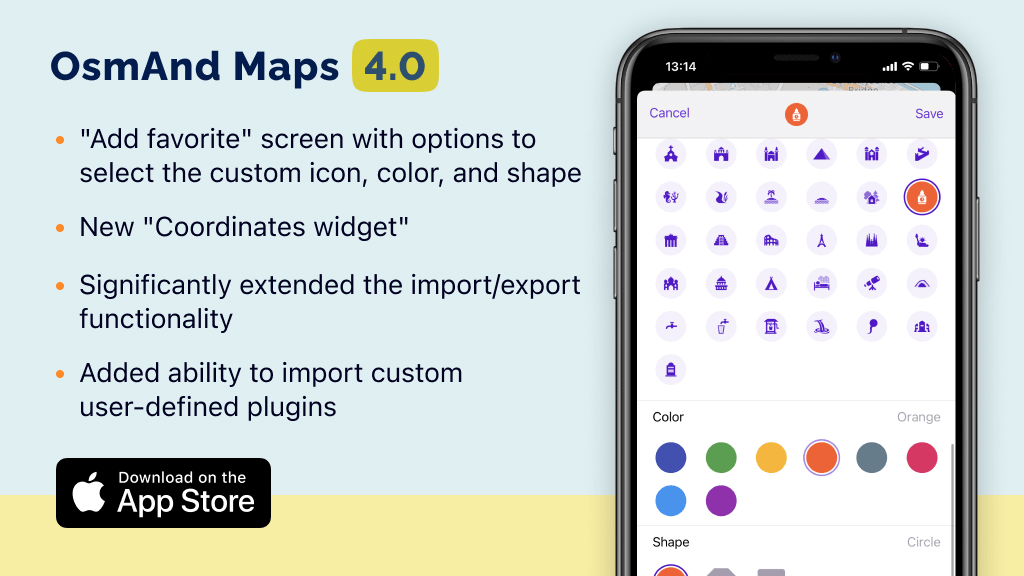 OsmAnd Maps 4.0
• "Add favorite" screen with options to
select the custom icon, color, and shape
• New "Coordinates widget"
• Significantly extended the import/export
functionality
• Added ability to import custom
user-defined plugins
Download on the
App Store
13:14
Bridge
Cancel
Save
Color
Orange
Shape
Circle